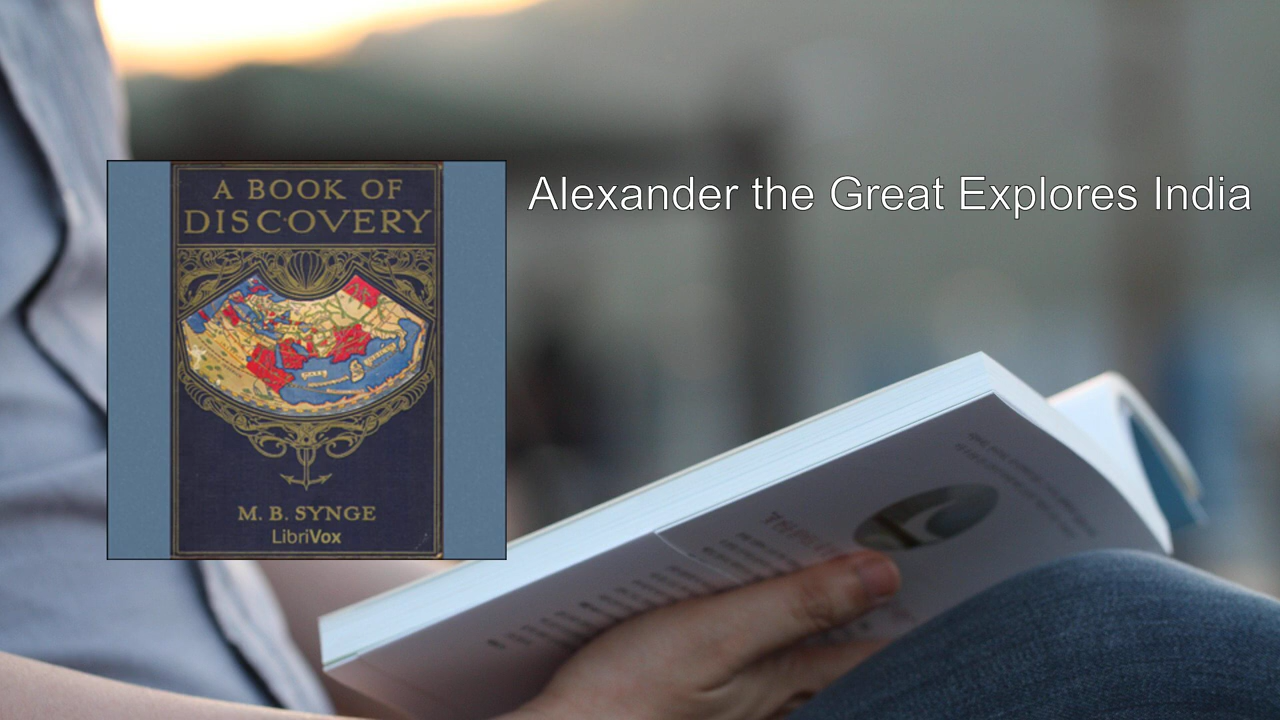 A BOOK OF
DISCOVERY
M. B. SYNGE
LibriVox
Alexander the Great Explores India